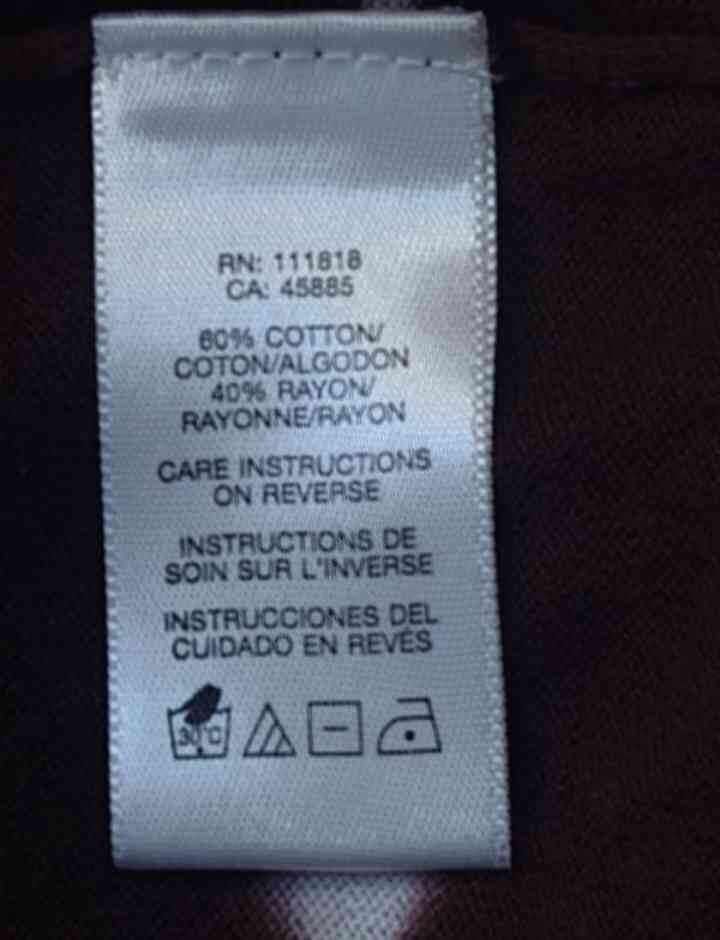 RN: 111818
CA: 45885
60% COTTON/
COTON/ALGODON
40% RAYON/
RAYONNE/RAYON
CARE INSTRUCTIONS
ON REVERSE
INSTRUCTIONS DE
SOIN SUR L'INVERSE
INSTRUCCIONES DEL
CUIDADO EN REVÉS
30°C